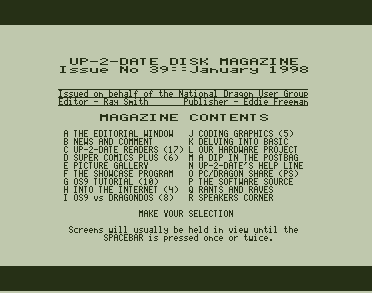 UP-2-DATE DISK MAGAZINE
Issue No 39::January 1998
Issued on behalf of the National Dragon User Group
Editor - Ray Smith Publisher - Eddie Freeman
MAGAZINE CONTENTS
A THE EDITORIAL WINDOW J CODING GRAPHICS (5)
B NEWS AND COMMENT K DELVING INTO BASIC
C UP-2-DATE READERS (17) L OUR HARDWARE PROJECT
D SUPER COMICS PLUS (6) M A DIP IN THE POSTBAG
E PICTURE GALLERY N UP-2-DATE'S HELP LINE
F THE SHOWCASE PROGRAM O PC/DRAGON SHARE (PS)
G OS9 TUTORIAL (10) P THE SOFTWARE SOURCE
H INTO THE INTERNET (4) Q RANTS AND RAVES
I OS9 vs DRAGONDOS (8) R SPEAKERS CORNER
MAKE YOUR SELECTION
Screens will usually be held in view until the
SPACEBAR is pressed once or twice.